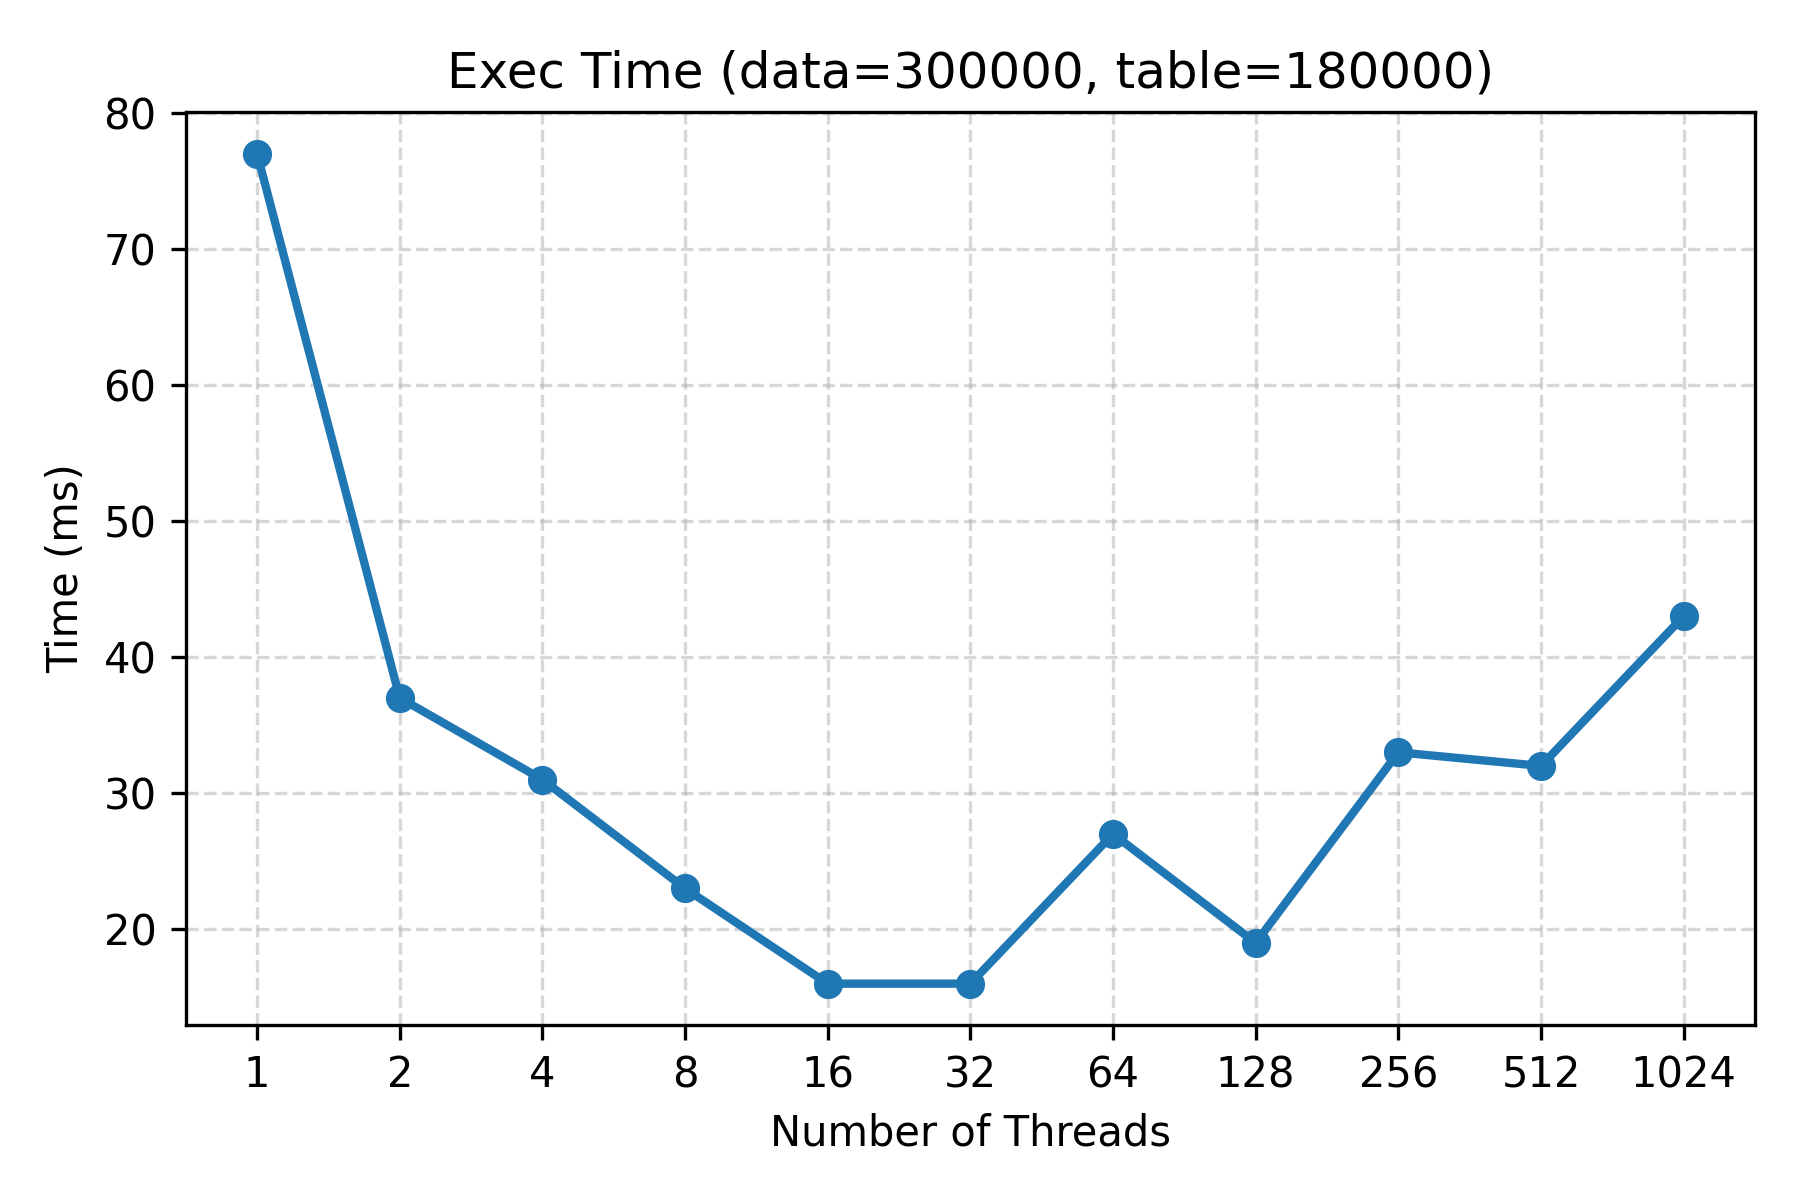 Exec Time (data=300000, table=180000)
80
70
60
50
40
30
20
Time (ms)
1 2 4 8 16 32 64 128 256 512 1024
Number of Threads